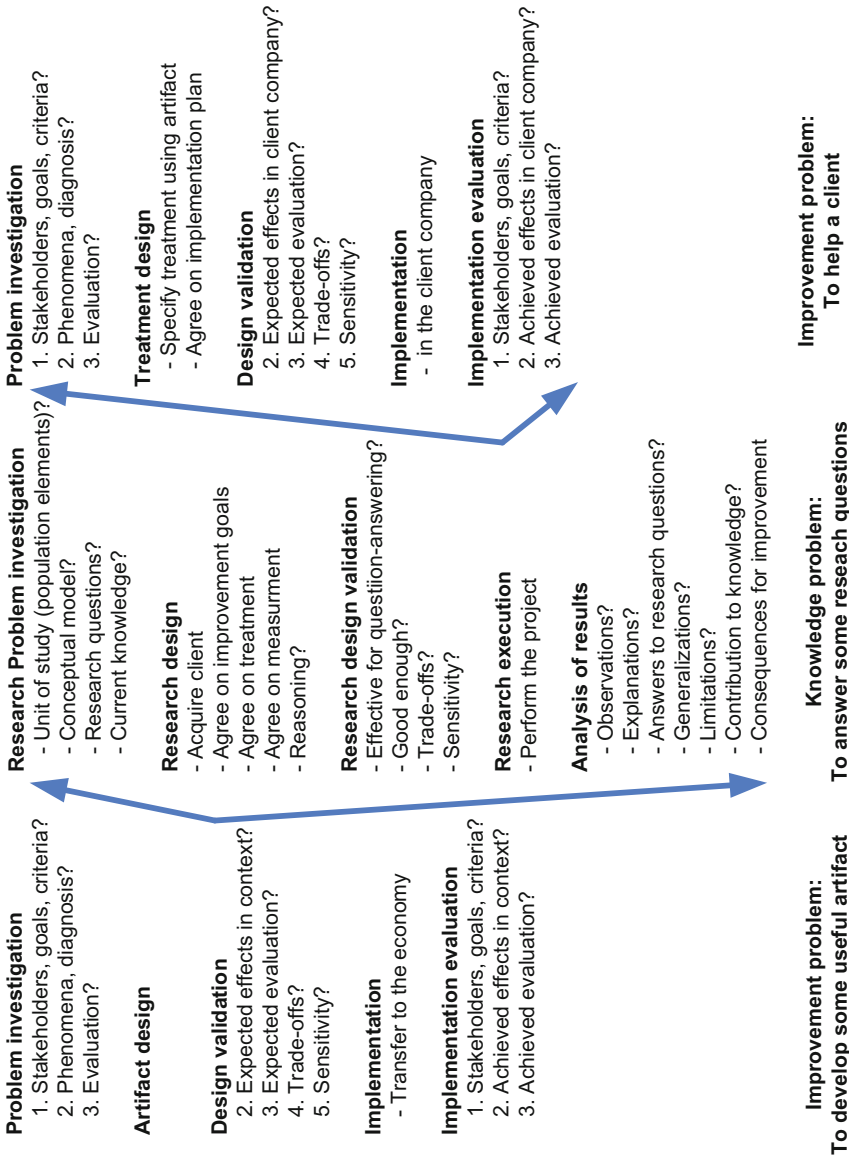 Problem investigation
1. Stakeholders, goals, criteria?
2. Phenomena, diagnosis?
3. Evaluation?
Artifact design
Design validation
2. Expected effects in context?
3. Expected evaluation?
4. Trade-offs?
5. Sensitivity?
Implementation
- Transfer to the economy
Implementation evaluation
1. Stakeholders, goals, criteria?
2. Achieved effects in context?
3. Achieved evaluation?
Improvement problem:
To develop some useful artifact
Research Problem investigation
- Unit of study (population elements)?
- Conceptual model?
- Research questions?
- Current knowledge?
Research design
- Acquire client
- Agree on improvement goals
- Agree on treatment
- Agree on measurment
- Reasoning?
Research design validation
- Effective for questiion-answering?
- Good enough?
- Trade-offs?
- Sensitivity?
Research execution
- Perform the project
Analysis of results
- Observations?
- Explanations?
- Answers to research questions?
- Generalizations?
- Limitations?
- Contribution to knowledge?
- Consequences for improvement
Knowledge problem:
To answer some reseach questions
Problem investigation
1. Stakeholders, goals, criteria?
2. Phenomena, diagnosis?
3. Evaluation?
Treatment design
- Specify treatment using artifact
- Agree on implementation plan
Design validation
2. Expected effects in client company?
3. Expected evaluation?
4. Trade-offs?
5. Sensitivity?
Implementation
- in the client company
Implementation evaluation
1. Stakeholders, goals, criteria?
2. Achieved effects in client company?
3. Achieved evaluation?
Improvement problem:
To help a client